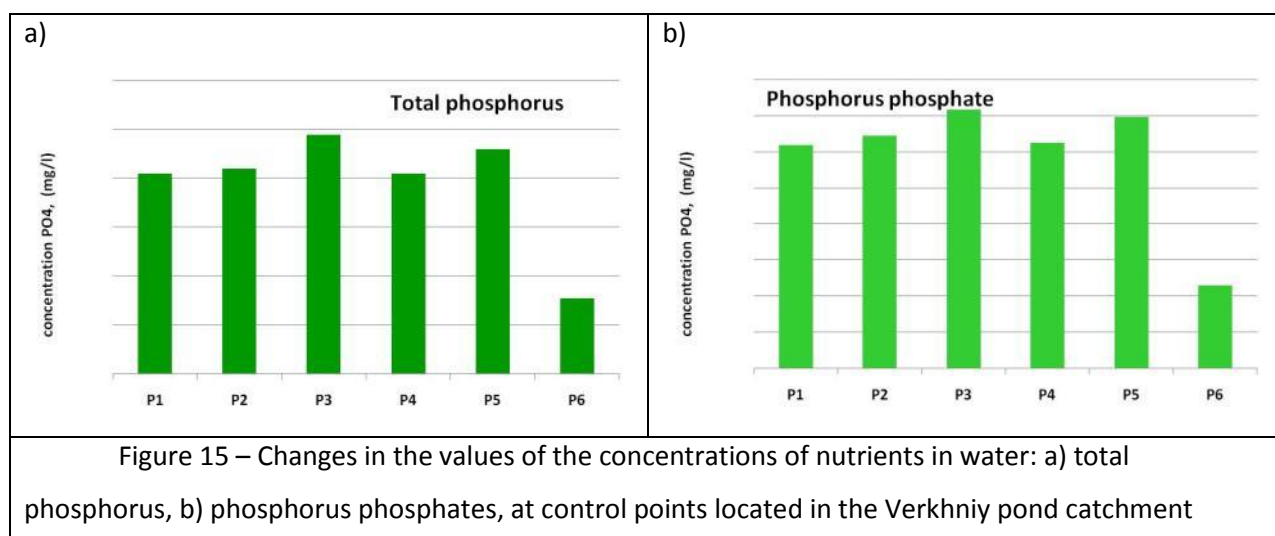 a)
Total phosphorus
concentration PO4, (mg/l)
P1 P2 P3 P4 P5 P6
b)
Phosphorus phosphate
concentration PO4, (mg/l)
P1 P2 P3 P4 P5 P6
Figure 15 – Changes in the values of the concentrations of nutrients in water: a) total
phosphorus, b) phosphorus phosphates, at control points located in the Verkhniy pond catchment